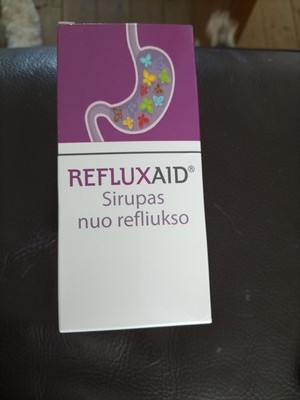 REFLUXAID®
Sirupas
nuo refliukso